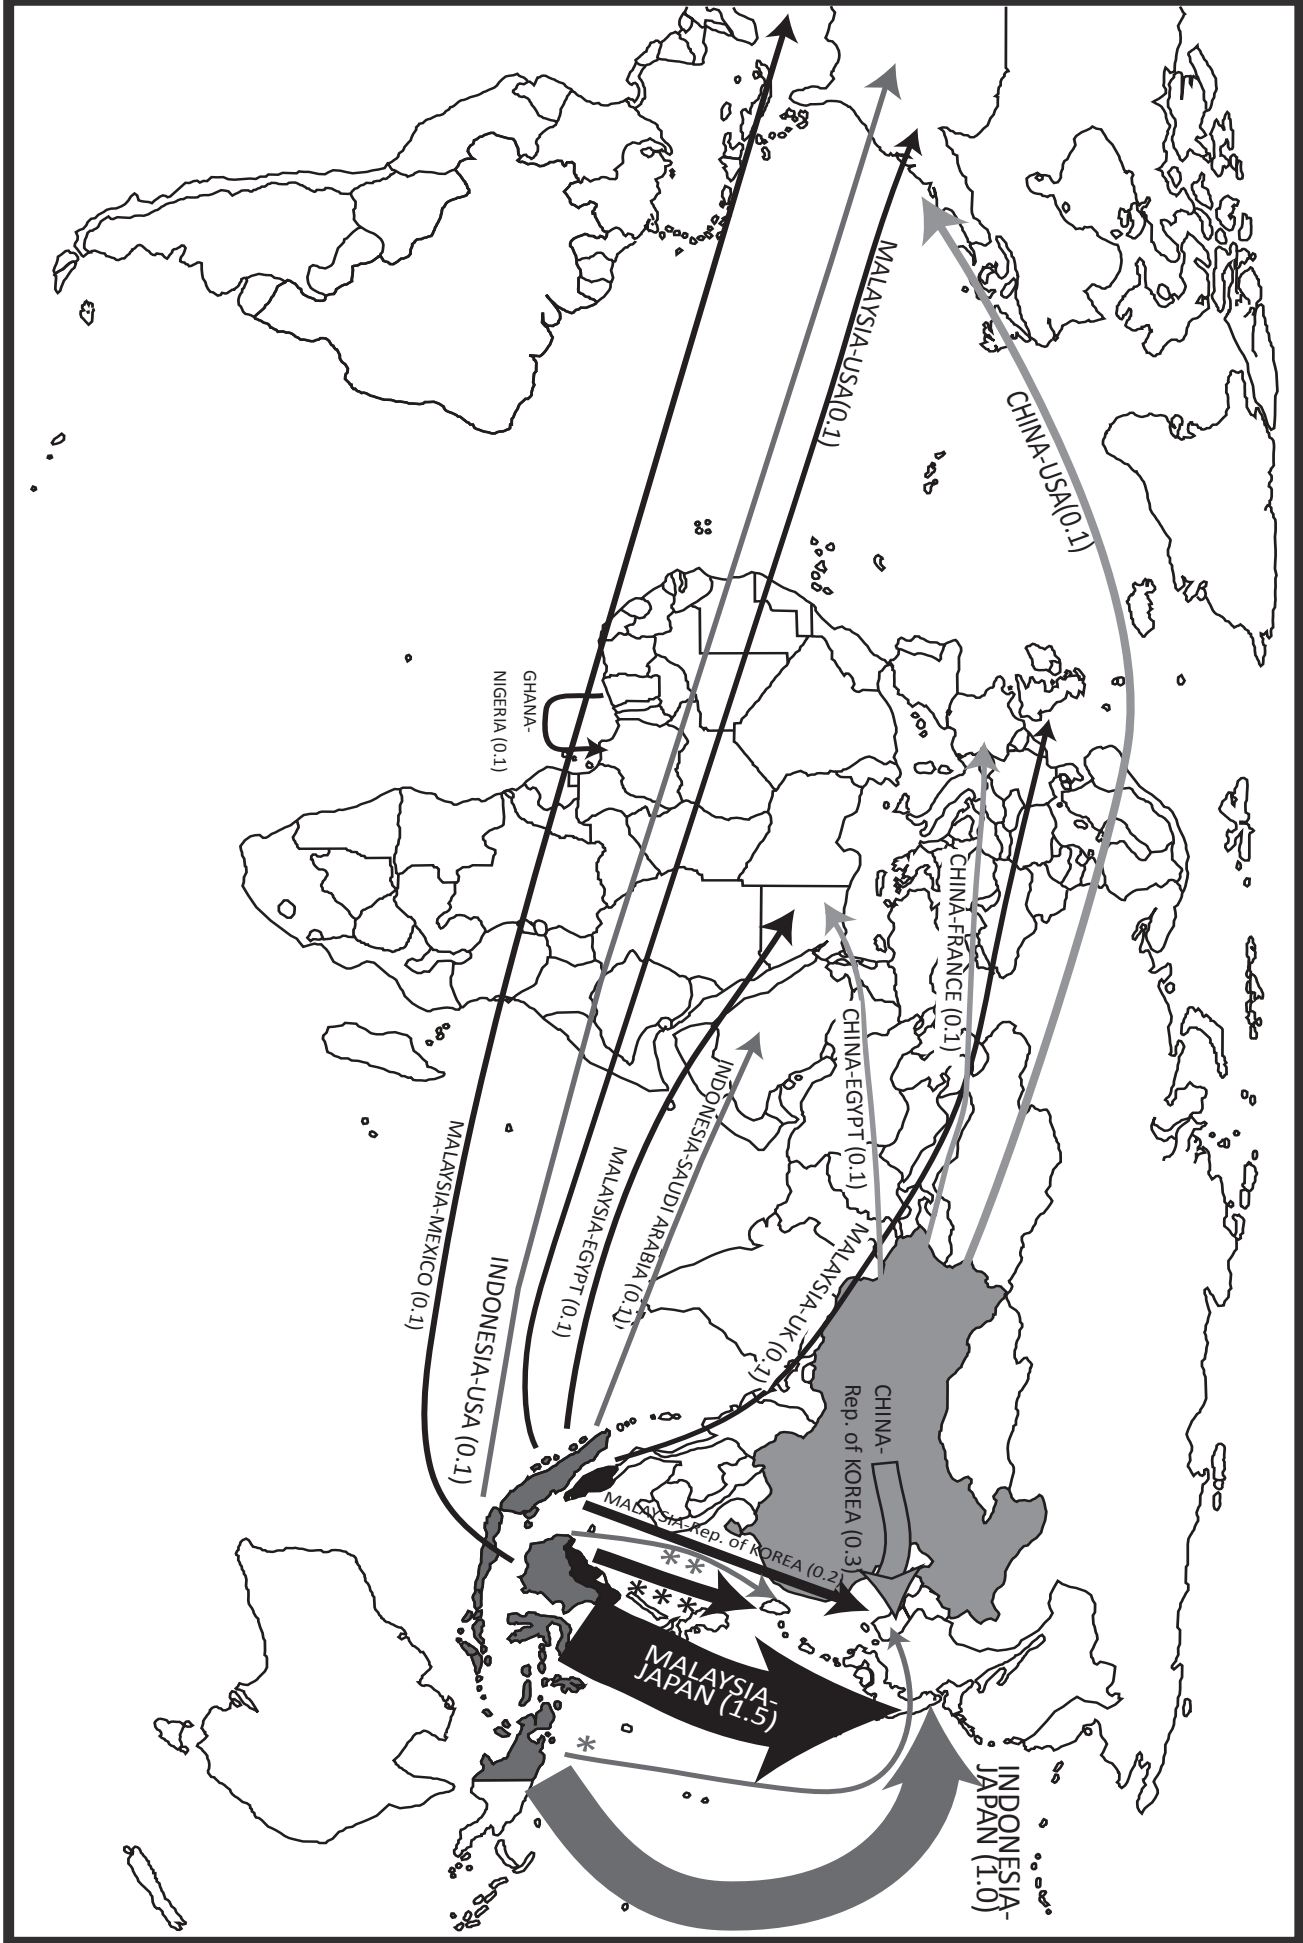 CHINA-USA(0.1)
MALAYSIA-USA(0.1)
GHANA-
NIGERIA (0.1)
CHINA-FRANCE (0.1)
CHINA-EGYPT (0.1)
INDONESIA-SAUDI ARABIA (0.1)
MALAYSIA-EGYPT (0.1)
MALAYSIA-MEXICO (0.1)
INDONESIA-USA (0.1)
MALAYSIA-UK (0.1)
CHINA-
Rep. of KOREA (0.3)
MALAYSIA-Rep. of KOREA (0.2)
**
***
MALAYSIA-
JAPAN (1.5)
*
INDONESIA-
JAPAN (1.0)